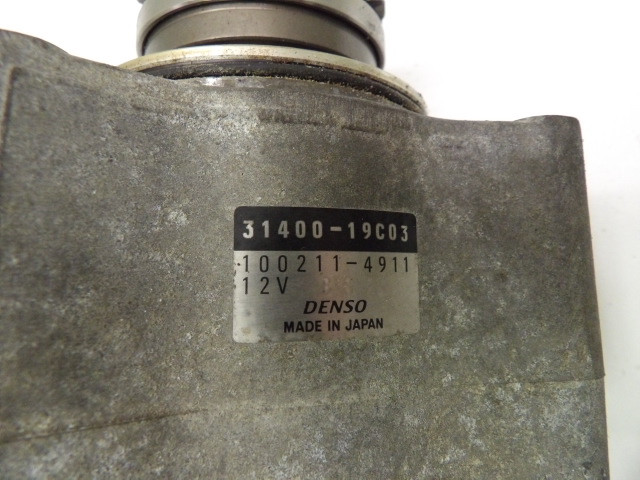 31400-19C03
100211-4911
12V
DENSO
MADE IN JAPAN